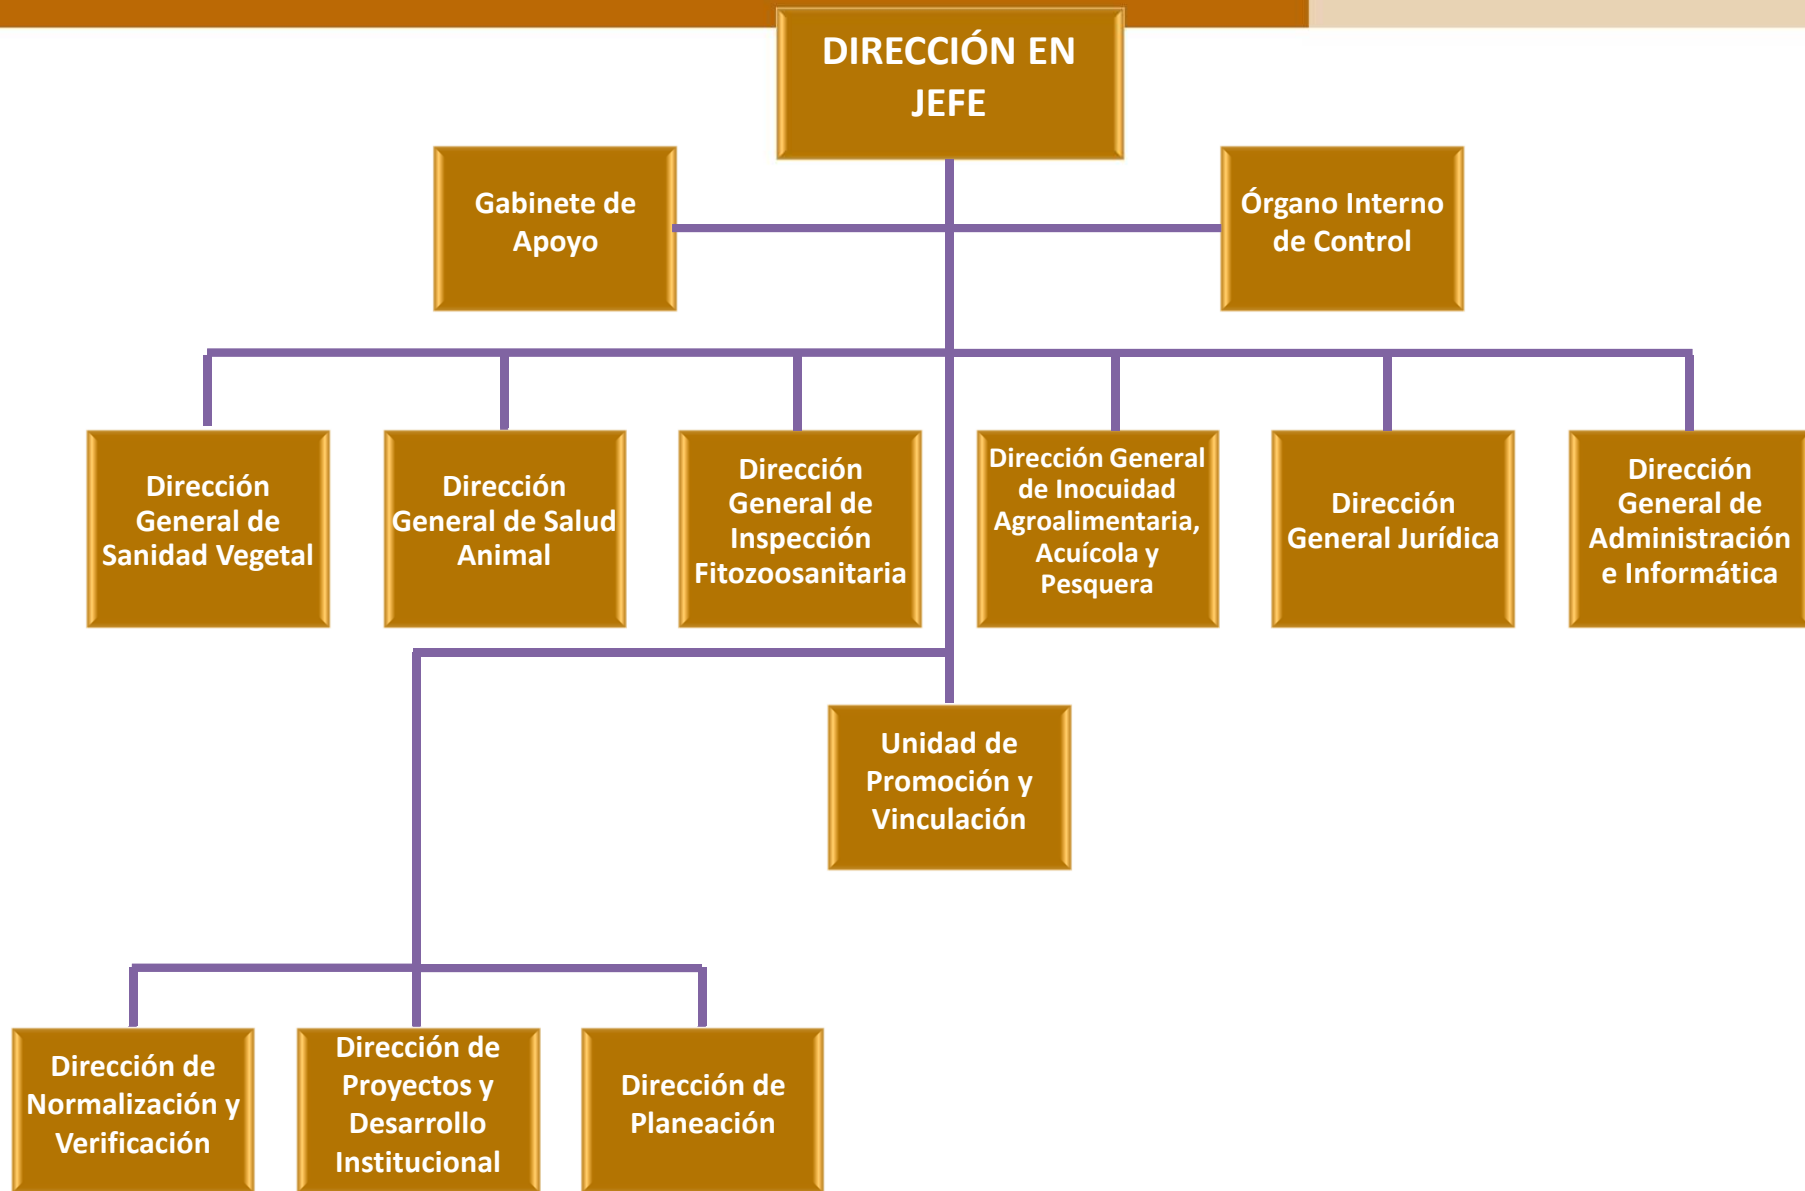 DIRECCIÓN EN
JEFE
Gabinete de
Apoyo
Órgano Interno
de Control
Dirección
General de
Sanidad Vegetal
Dirección
General de Salud
Animal
Dirección
General de
Inspección
Fitozoosanitaria
Dirección General
de Inocuidad
Agroalimentaria,
Acuícola y
Pesquera
Dirección
General Jurídica
Dirección
General de
Administración
e Informática
Unidad de
Promoción y
Vinculación
Dirección de
Normalización y
Verificación
Dirección de
Proyectos y
Desarrollo
Institucional
Dirección de
Planeación